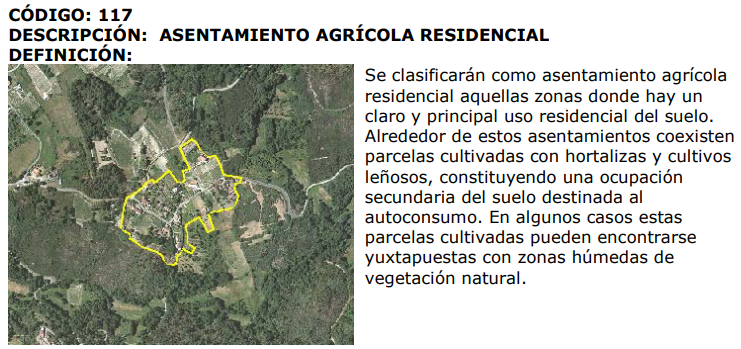 CÓDIGO: 117
DESCRIPCIÓN: ASENTAMIENTO AGRÍCOLA RESIDENCIAL
DEFINICIÓN:
Se clasificarán como asentamiento agrícola
residencial aquellas zonas donde hay un
claro y principal uso residencial del suelo.
Alrededor de estos asentamientos coexisten
parcelas cultivadas con hortalizas y cultivos
leñosos, constituyendo una ocupación
secundaria del suelo destinada al
autoconsumo. En algunos casos estas
parcelas cultivadas pueden encontrarse
yuxtapuestas con zonas húmedas de
vegetación natural.